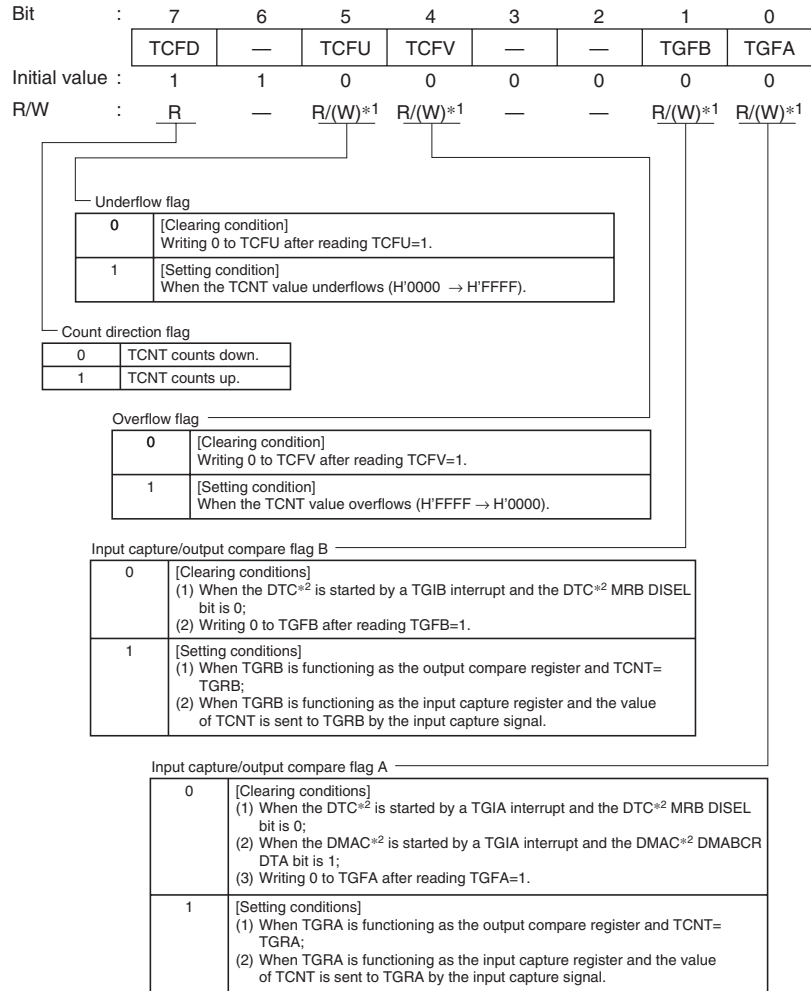 Bit : 7 6 5 4 3 2 1 0
TCFD — TCFU TCFV — — TGFB TGFA
Initial value : 1 1 0 0 0 0 0 0
R/W : R — R/(W)*1 R/(W)*1 — — R/(W)*1 R/(W)*1
Underflow flag
0 [Clearing condition]
Writing 0 to TCFU after reading TCFU=1.
1 [Setting condition]
When the TCNT value underflows (H'0000 → H'FFFF).
Count direction flag
0 TCNT counts down.
1 TCNT counts up.
Overflow flag
0 [Clearing condition]
Writing 0 to TCFV after reading TCFV=1.
1 [Setting condition]
When the TCNT value overflows (H'FFFF → H'0000).
Input capture/output compare flag B
0 [Clearing conditions]
(1) When the DTC*2 is started by a TGIB interrupt and the DTC*2 MRB DISEL
bit is 0;
(2) Writing 0 to TGFB after reading TGFB=1.
1 [Setting conditions]
(1) When TGRB is functioning as the output compare register and TCNT=
TGRB;
(2) When TGRB is functioning as the input capture register and the value
of TCNT is sent to TGRB by the input capture signal.
Input capture/output compare flag A
0 [Clearing conditions]
(1) When the DTC*2 is started by a TGIA interrupt and the DTC*2 MRB DISEL
bit is 0;
(2) When the DMAC*2 is started by a TGIA interrupt and the DMAC*2 DMABCR
DTA bit is 1;
(3) Writing 0 to TGFA after reading TGFA=1.
1 [Setting conditions]
(1) When TGRA is functioning as the output compare register and TCNT=
TGRA;
(2) When TGRA is functioning as the input capture register and the value
of TCNT is sent to TGRA by the input capture signal.